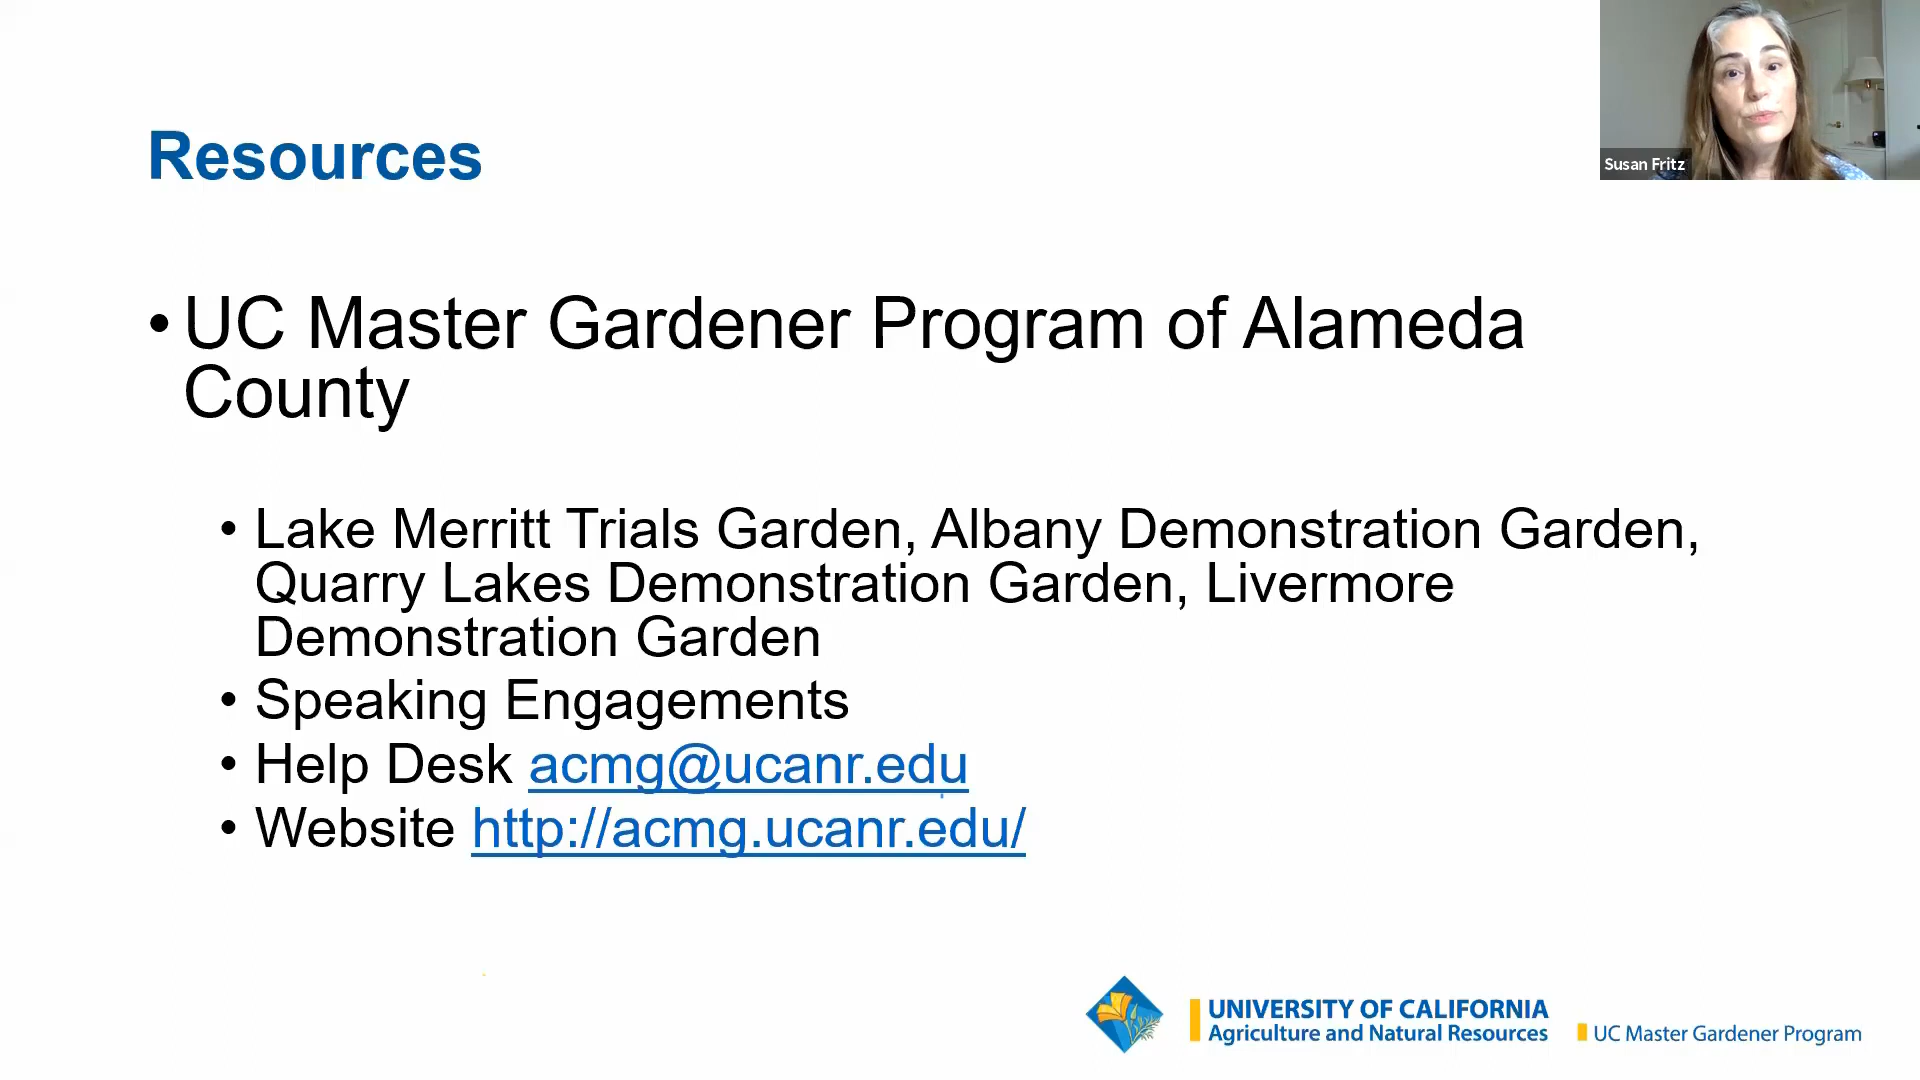 Susan Fritz
Resources
• UC Master Gardener Program of Alameda
County
• Lake Merritt Trials Garden, Albany Demonstration Garden,
Quarry Lakes Demonstration Garden, Livermore
Demonstration Garden
• Speaking Engagements
• Help Desk acmg@ucanr.edu
• Website http://acmg.ucanr.edu/
UNIVERSITY OF CALIFORNIA
Agriculture and Natural Resources
UC Master Gardener Program